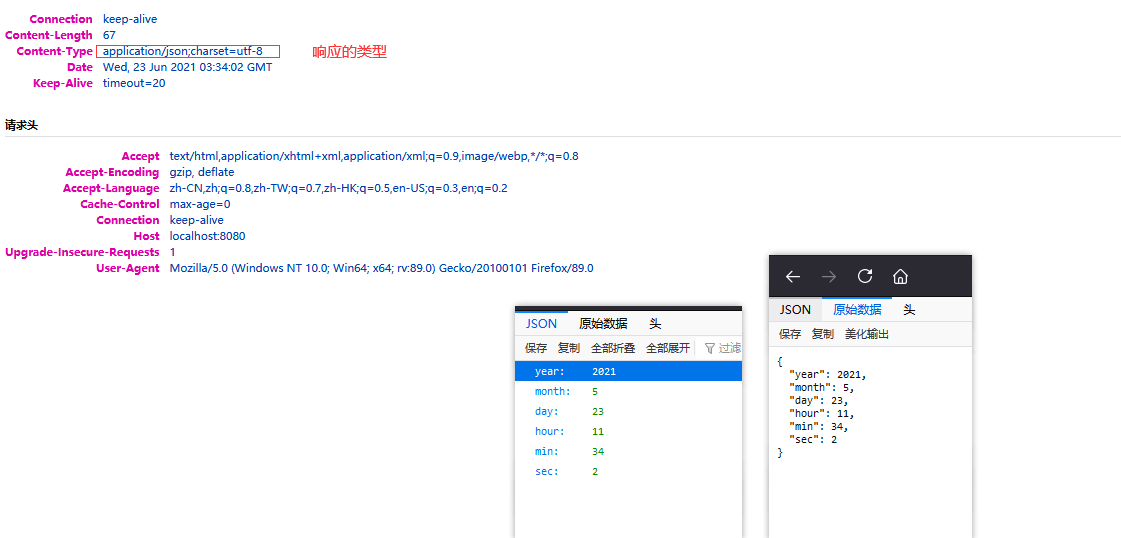 Connection keep-alive
Content-Length 67
Content-Type application/json;charset=utf-8 响应的类型
Date Wed, 23 Jun 2021 03:34:02 GMT
Keep-Alive timeout=20
请求头
Accept text/html,application/xhtml+xml,application/xml;q=0.9,image/webp,*/*;q=0.8
Accept-Encoding gzip, deflate
Accept-Language zh-CN,zh;q=0.8,zh-TW;q=0.7,zh-HK;q=0.5,en-US;q=0.3,en;q=0.2
Cache-Control max-age=0
Connection keep-alive
Host localhost:8080
Upgrade-Insecure-Requests 1
User-Agent Mozilla/5.0 (Windows NT 10.0; Win64; x64; rv:89.0) Gecko/20100101 Firefox/89.0
JSON 原始数据 头
保存 复制 全部折叠 全部展开 过滤
year: 2021
month: 5
day: 23
hour: 11
min: 34
sec: 2
JSON 原始数据 头
保存 复制 美化输出
{
"year": 2021,
"month": 5,
"day": 23,
"hour": 11,
"min": 34,
"sec": 2
}